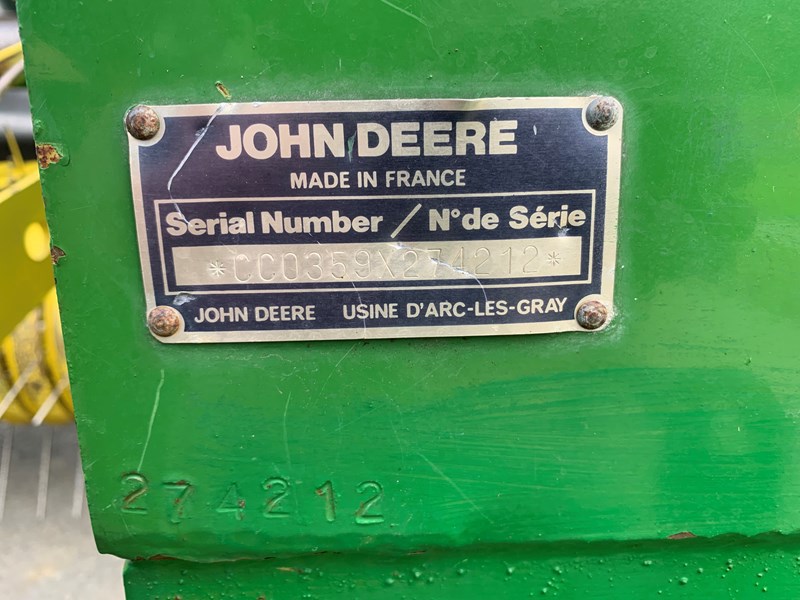 JOHN DEERE
MADE IN FRANCE
Serial Number / N° de Série
*CC0359X274212*
JOHN DEERE USINE D'ARC-LES-GRAY
274212